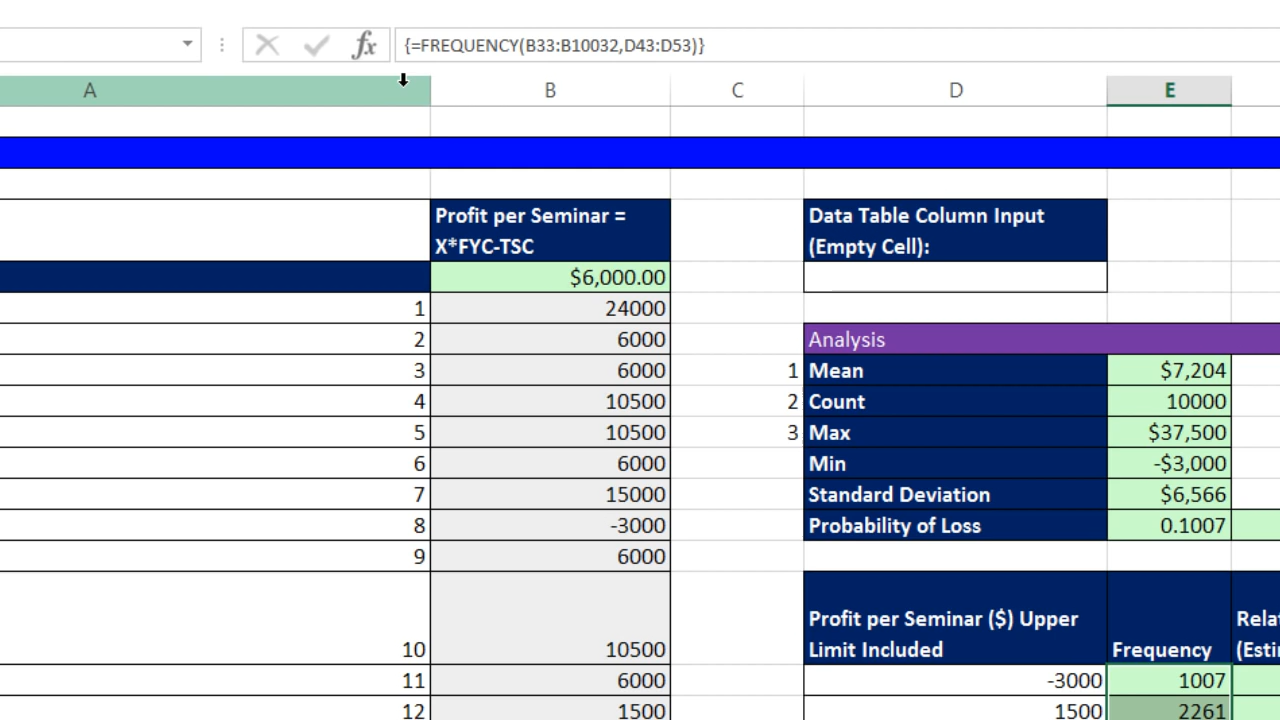 fx {=FREQUENCY(B33:B10032,D43:D53)}
A B C D E
Profit per Seminar = Data Table Column Input
X*FYC-TSC (Empty Cell):
$6,000.00
1 24000
2 6000 Analysis
3 6000 1 Mean $7,204
4 10500 2 Count 10000
5 10500 3 Max $37,500
6 6000 Min -$3,000
7 15000 Standard Deviation $6,566
8 -3000 Probability of Loss 0.1007
9 6000
Profit per Seminar ($) Upper Rela
10 10500 Limit Included Frequency (Esti
11 6000 -3000 1007
12 1500 1500 2261